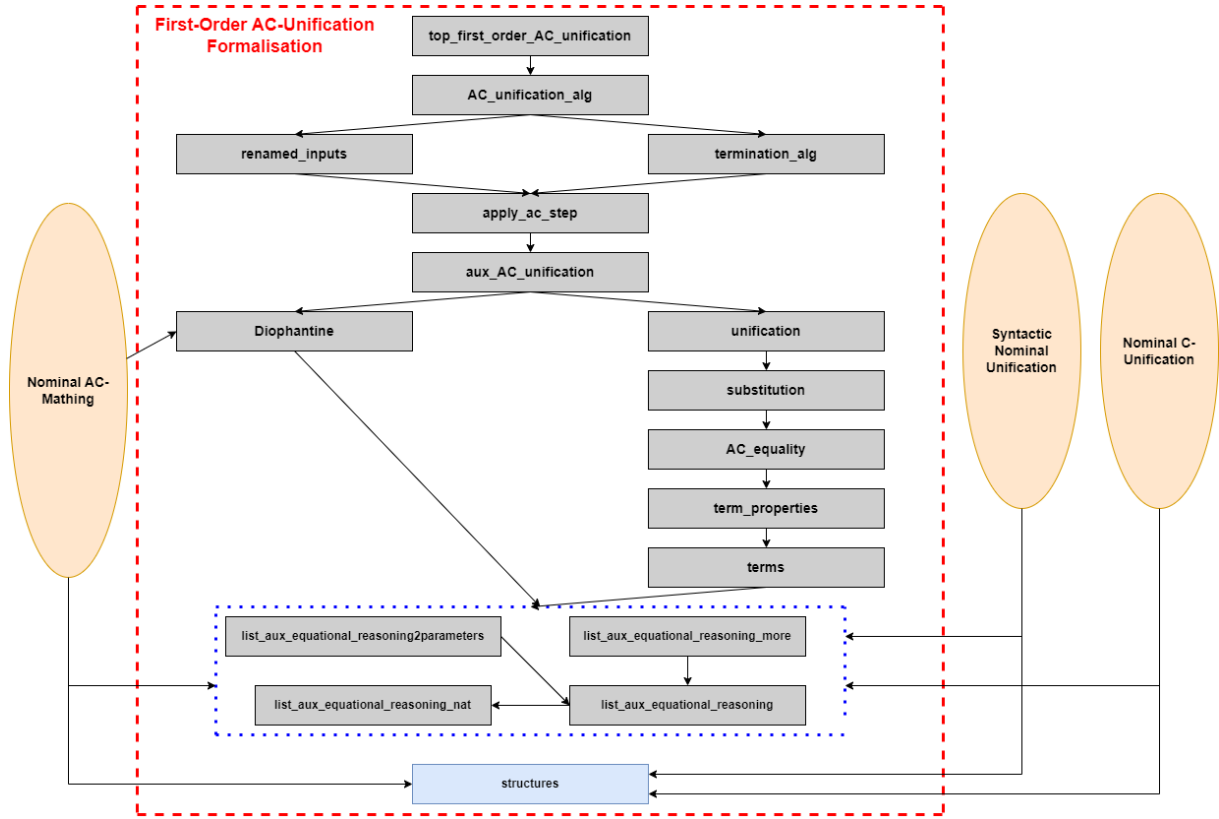 First-Order AC-Unification
Formalisation
top_first_order_AC_unification
AC_unification_alg
renamed_inputs
termination_alg
apply_ac_step
aux_AC_unification
Diophantine
unification
Syntactic
Nominal
Unification
Nominal C-
Unification
Nominal AC-
Mathing
substitution
AC_equality
term_properties
terms
list_aux_equational_reasoning2parameters
list_aux_equational_reasoning_more
list_aux_equational_reasoning_nat
list_aux_equational_reasoning
structures